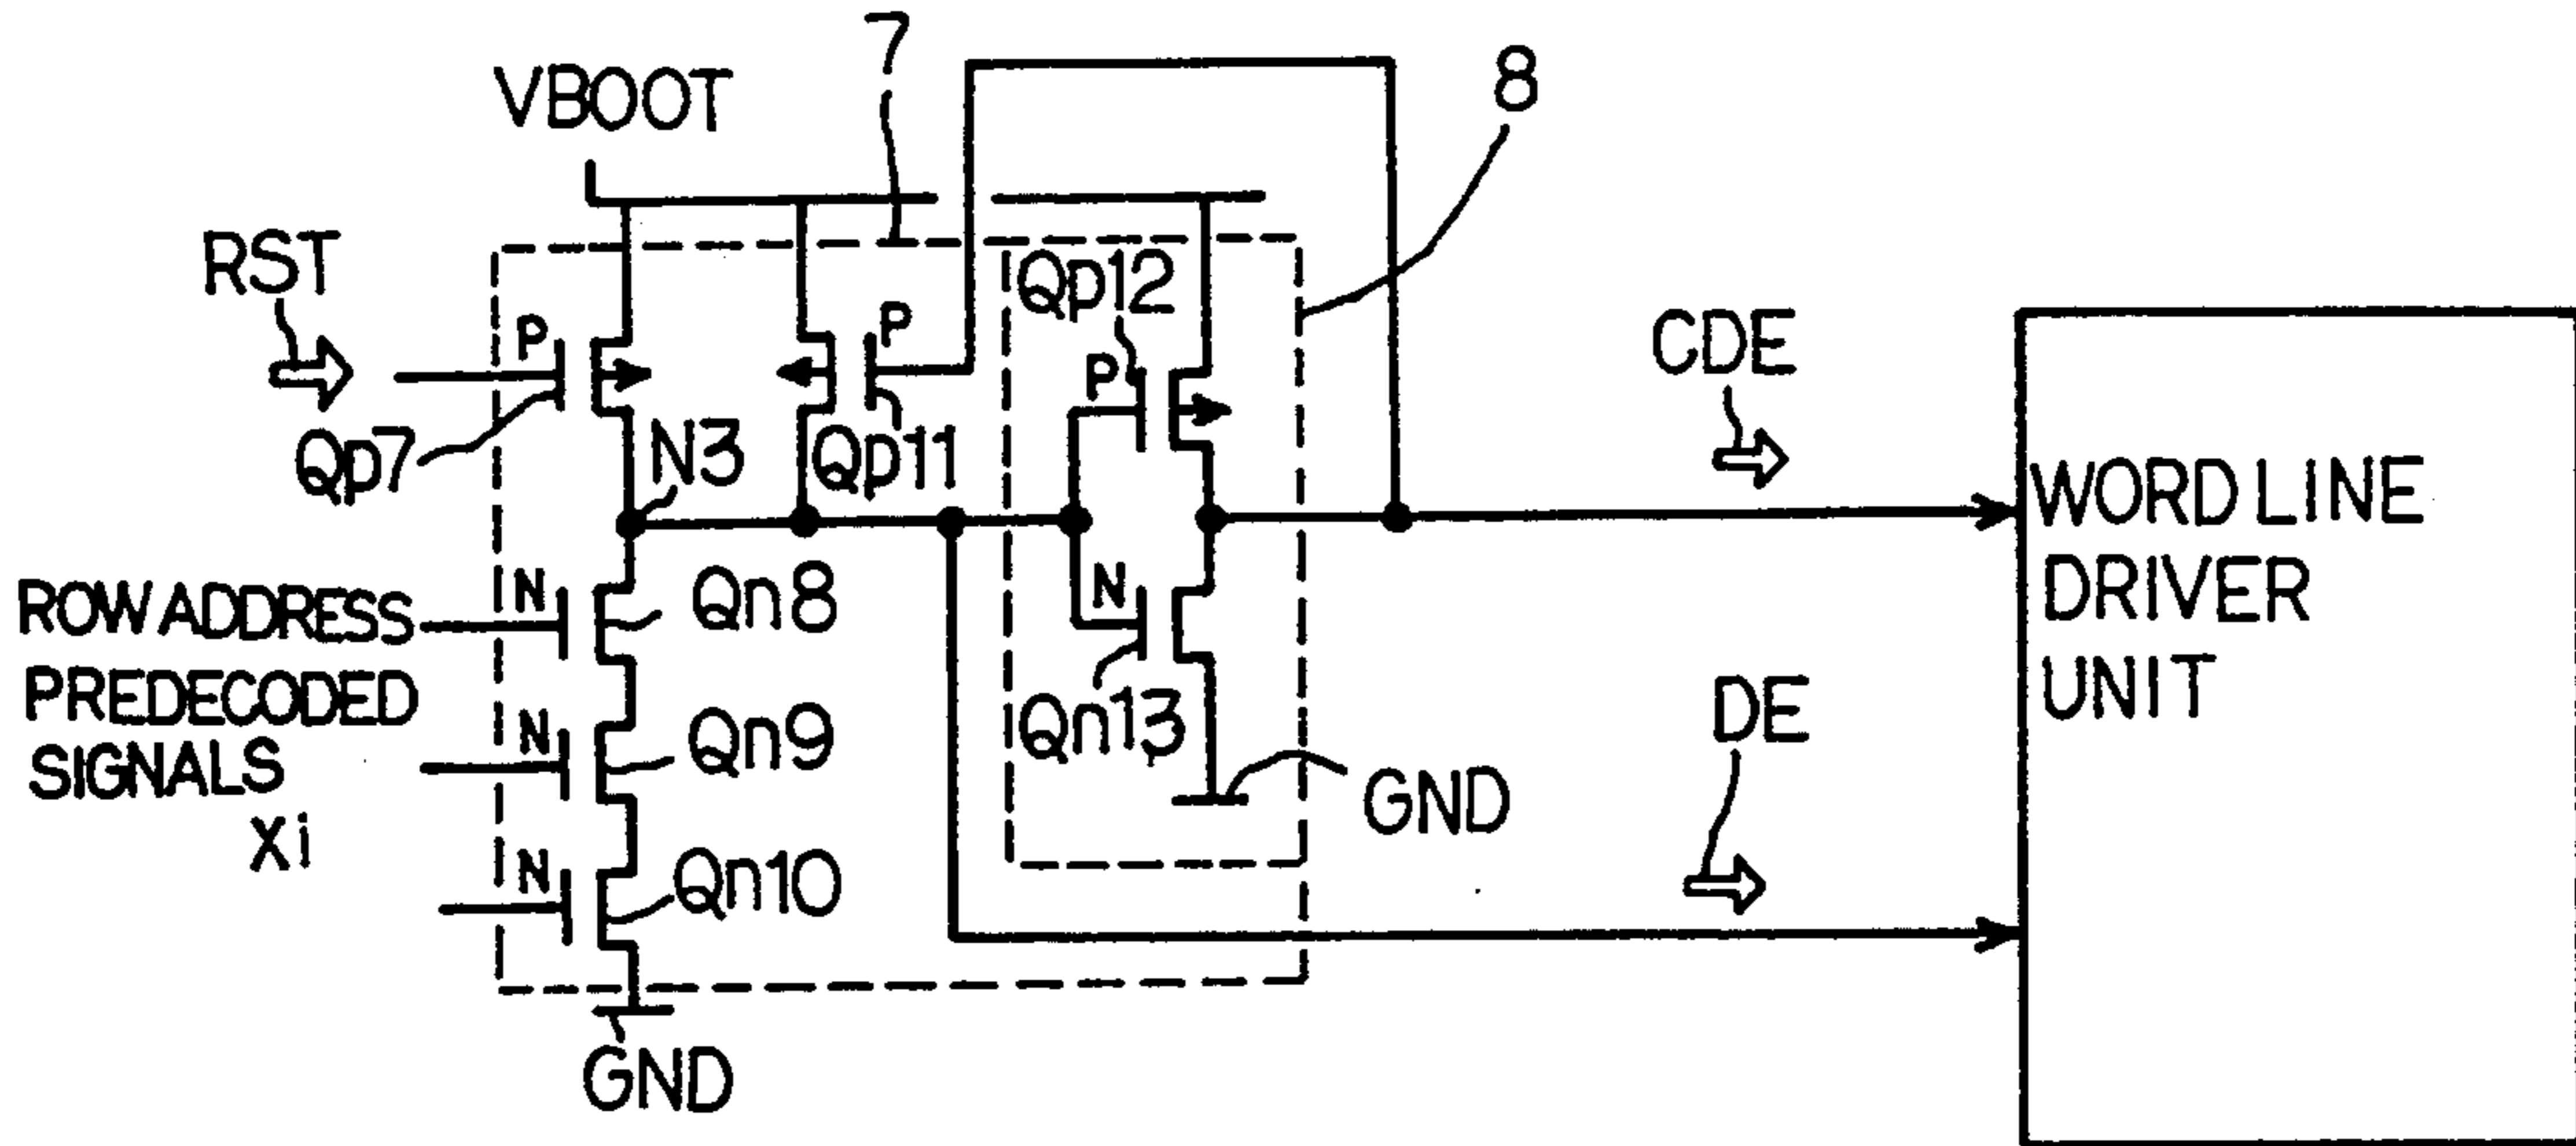 7
VBOOT
8
RST
Qp12
P
P
P
CDE
Qp7
N3
Qp11
WORD LINE
DRIVER
UNIT
ROW ADDRESS
PREDECODED
SIGNALS
Xi
N
Qn8
N
Qn13
N
Qn9
DE
GND
N
Qn10
GND